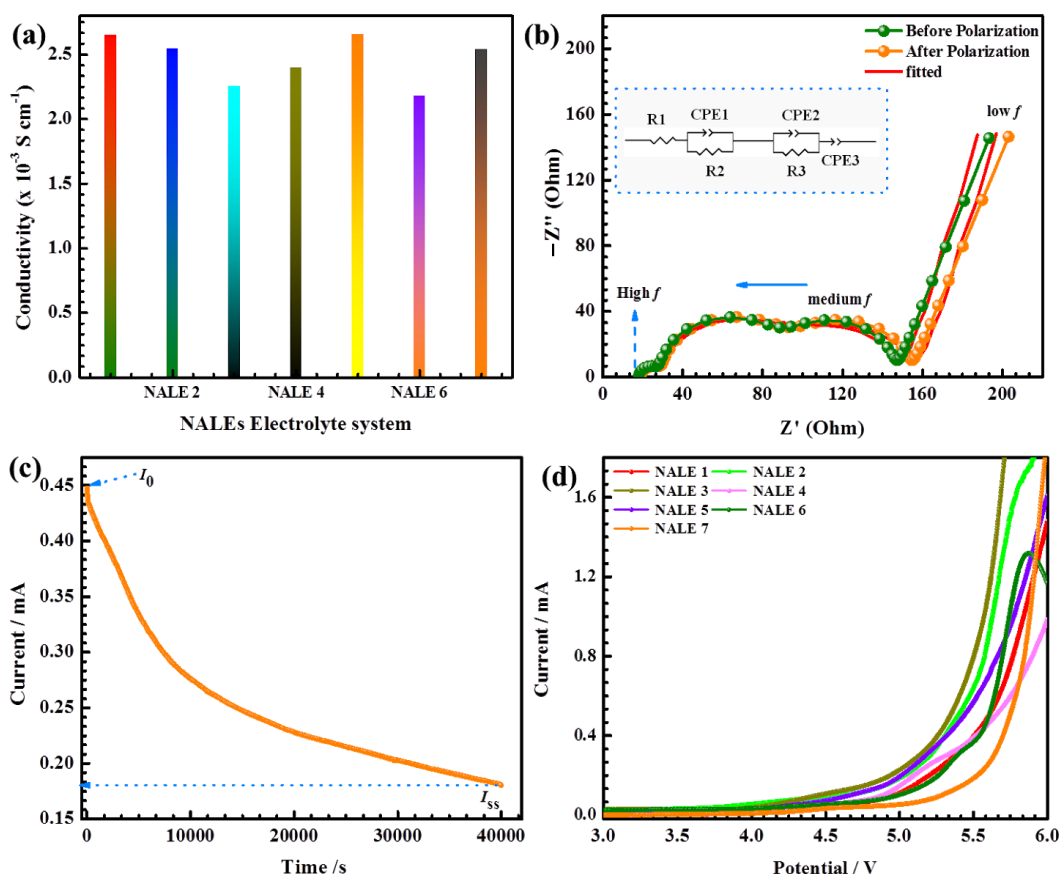 (a)
Conductivity (x 10⁻³ S cm⁻¹)
2.5
2.0
1.5
1.0
0.5
0.0
NALE 2 NALE 4 NALE 6
NALEs Electrolyte system
(b)
−Z'' (Ohm)
200
160
120
80
40
0
Before Polarization
After Polarization
fitted
low f
R1
CPE1
R2
CPE2
R3
CPE3
High f
medium f
0 40 80 120 160 200
Z' (Ohm)
(c)
Current / mA
0.45
0.40
0.35
0.30
0.25
0.20
0.15
I₀
Iss
0 10000 20000 30000 40000
Time /s
(d)
Current / mA
1.6
1.2
0.8
0.4
0.0
NALE 1 NALE 2
NALE 3 NALE 4
NALE 5 NALE 6
NALE 7
3.0 3.5 4.0 4.5 5.0 5.5 6.0
Potential / V